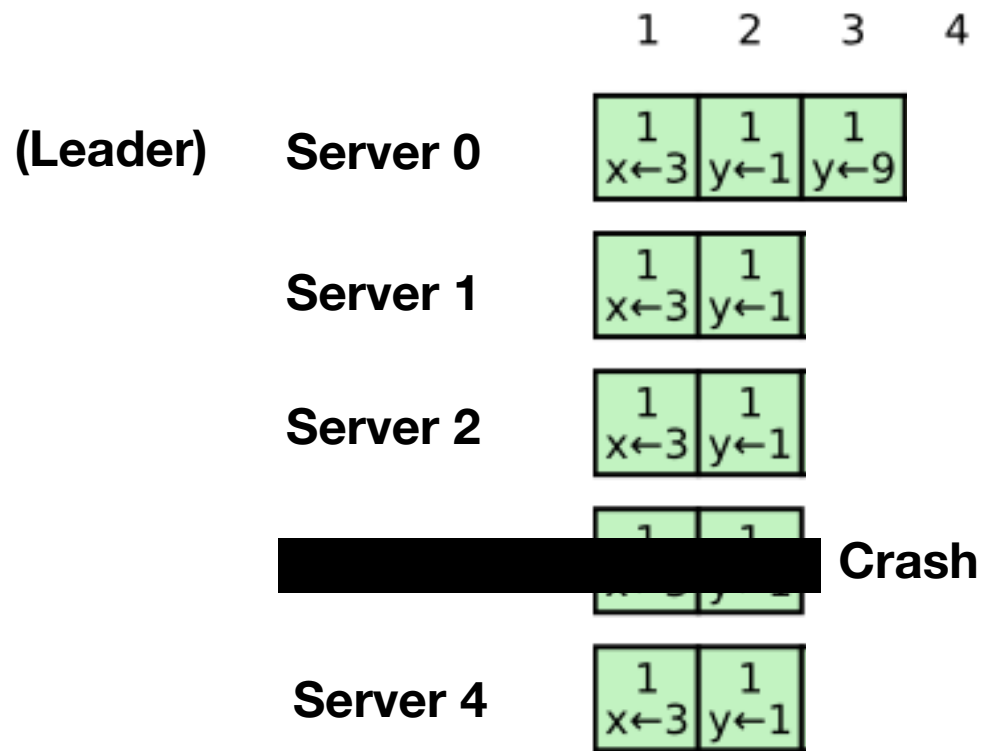 1 2 3 4
(Leader) Server 0
1 1 1
x←3 y←1 y←9
Server 1
1 1
x←3 y←1
Server 2
1 1
x←3 y←1
Crash
Server 4
1 1
x←3 y←1